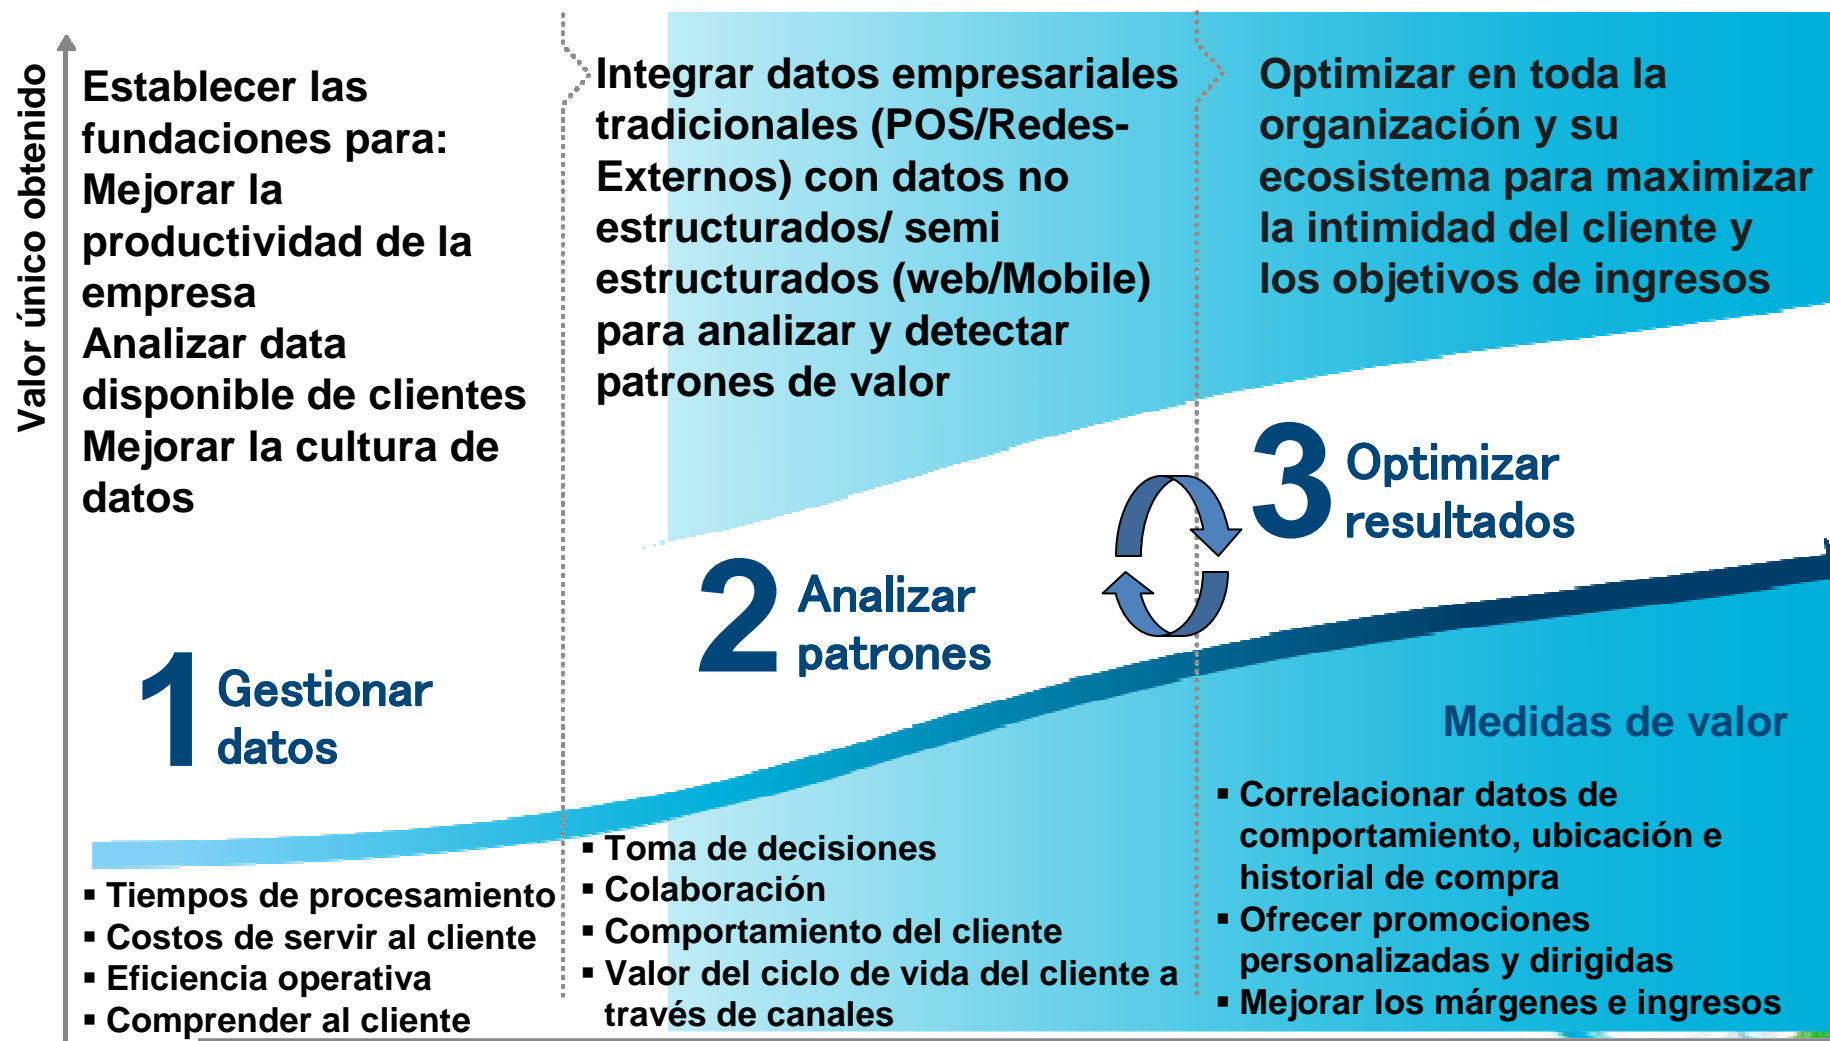 Valor único obtenido
Establecer las
fundaciones para:
Mejorar la
productividad de la
empresa
Analizar data
disponible de clientes
Mejorar la cultura de
datos
1
Gestionar
datos
▪ Tiempos de procesamiento
▪ Costos de servir al cliente
▪ Eficiencia operativa
▪ Comprender al cliente
Integrar datos empresariales
tradicionales (POS/Redes-
Externos) con datos no
estructurados/ semi
estructurados (web/Mobile)
para analizar y detectar
patrones de valor
2
Analizar
patrones
▪ Toma de decisiones
▪ Colaboración
▪ Comportamiento del cliente
▪ Valor del ciclo de vida del cliente a
través de canales
Optimizar en toda la
organización y su
ecosistema para maximizar
la intimidad del cliente y
los objetivos de ingresos
3
Optimizar
resultados
Medidas de valor
▪ Correlacionar datos de
comportamiento, ubicación e
historial de compra
▪ Ofrecer promociones
personalizadas y dirigidas
▪ Mejorar los márgenes e ingresos